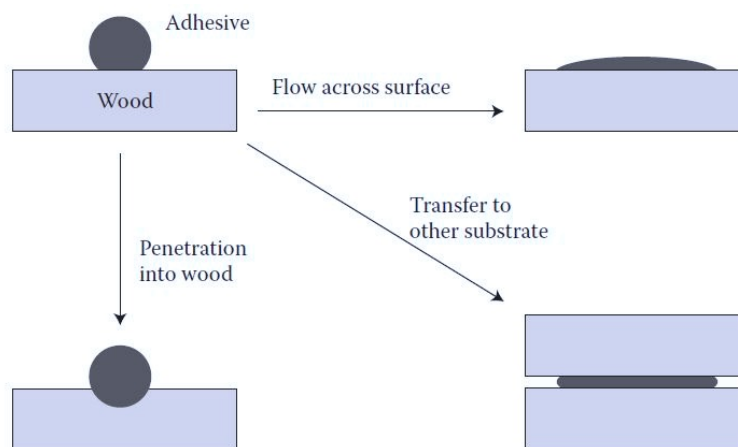 Adhesive
Wood
Flow across surface
Transfer to
other substrate
Penetration
into wood